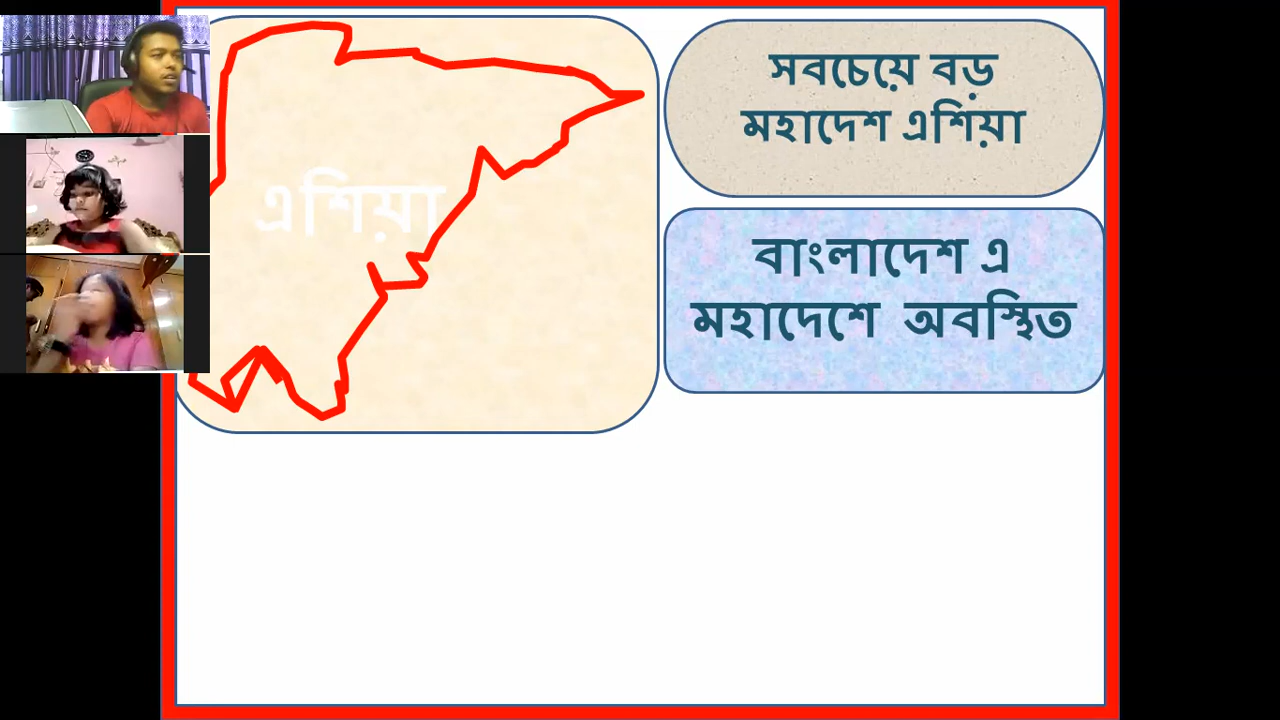 এশিয়া
সবচেয়ে বড়
মহাদেশ এশিয়া
বাংলাদেশ এ
মহাদেশে অবস্থিত